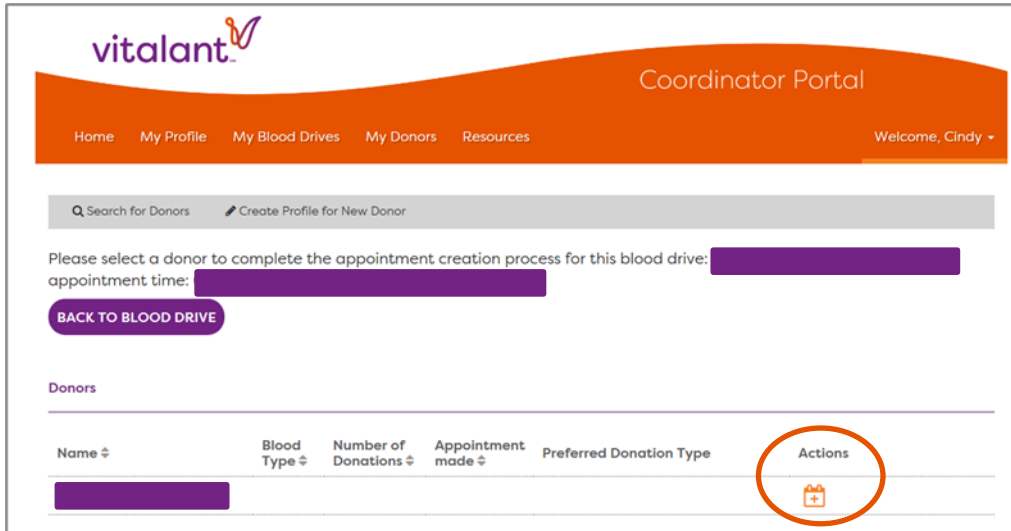 vitalant
Coordinator Portal
Home My Profile My Blood Drives My Donors Resources Welcome, Cindy
Search for Donors Create Profile for New Donor
Please select a donor to complete the appointment creation process for this blood drive:
appointment time:
BACK TO BLOOD DRIVE
Donors
Name Blood Type Number of Donations Appointment made Preferred Donation Type Actions